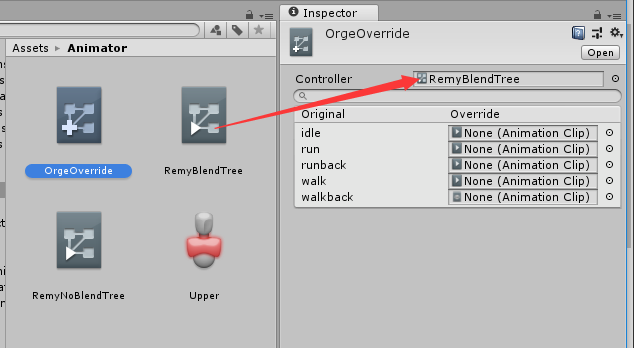 Inspector
Assets ▸ Animator
OrgeOverride
Open
Controller
RemyBlendTree
Original Override
idle None (Animation Clip)
run None (Animation Clip)
runback None (Animation Clip)
walk None (Animation Clip)
walkback None (Animation Clip)
OrgeOverride
RemyBlendTree
RemyNoBlendTree
Upper